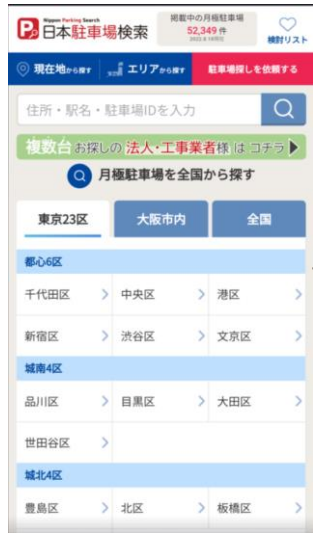 Nippon Parking Search
日本駐車場検索
掲載中の月極駐車場
52,349 件
検討リスト
現在地から探す
エリアから探す
駐車場探しを依頼する
住所・駅名・駐車場IDを入力
複数台お探しの法人・工事業者様はコチラ
月極駐車場を全国から探す
東京23区 大阪市内 全国
都心6区
千代田区 中央区 港区
新宿区 渋谷区 文京区
城南4区
品川区 目黒区 大田区
世田谷区
城北4区
豊島区 北区 板橋区